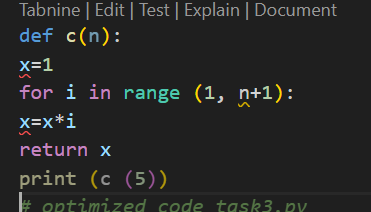 Tabnine | Edit | Test | Explain | Document
def c(n):
x=1
for i in range (1, n+1):
x=x*i
return x
print (c (5))
# optimized code task3.py